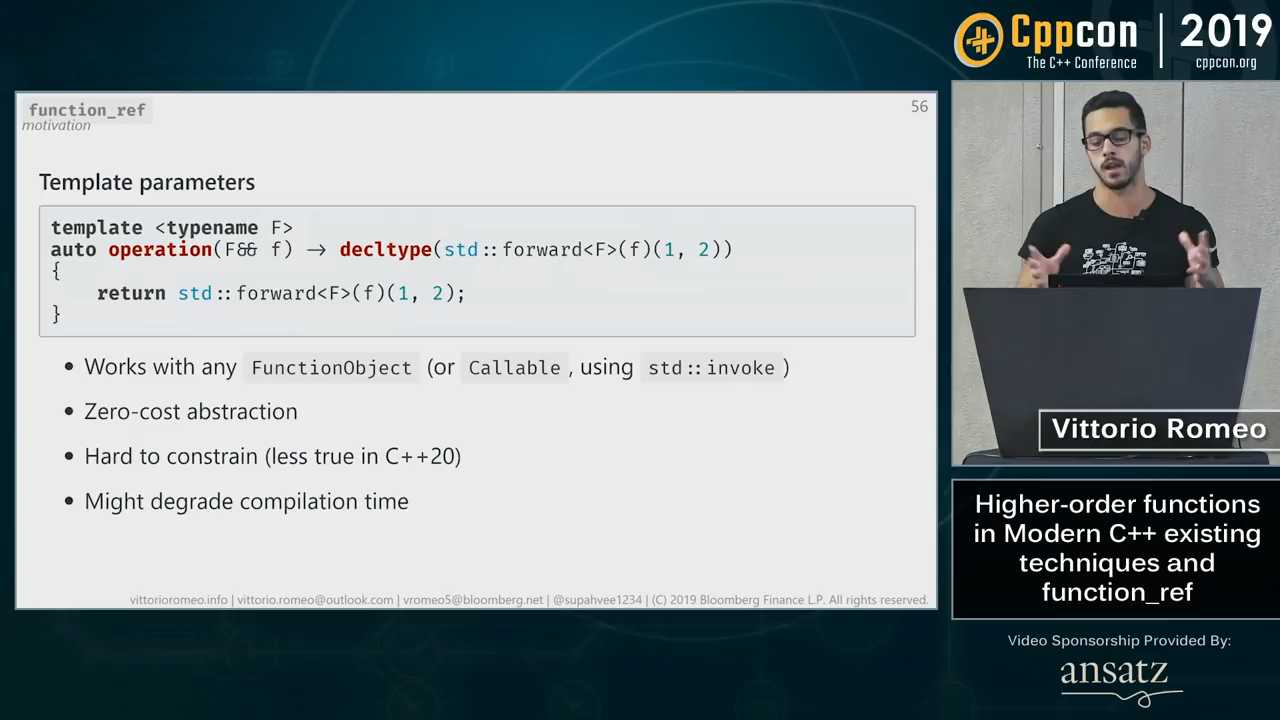 function_ref
motivation
56
Template parameters
template <typename F>
auto operation(F&& f) -> decltype(std::forward<F>(f)(1, 2))
{
return std::forward<F>(f)(1, 2);
}
• Works with any FunctionObject (or Callable, using std::invoke)
• Zero-cost abstraction
• Hard to constrain (less true in C++20)
• Might degrade compilation time
vittorioromeo.info | vittorio.romeo@outlook.com | vromeo5@bloomberg.net | @supahvee1234 | (C) 2019 Bloomberg Finance L.P. All rights reserved.
Cppcon | 2019
The C++ Conference
cppcon.org
Vittorio Romeo
Higher-order functions
in Modern C++ existing
techniques and
function_ref
Video Sponsorship Provided By:
ansatz